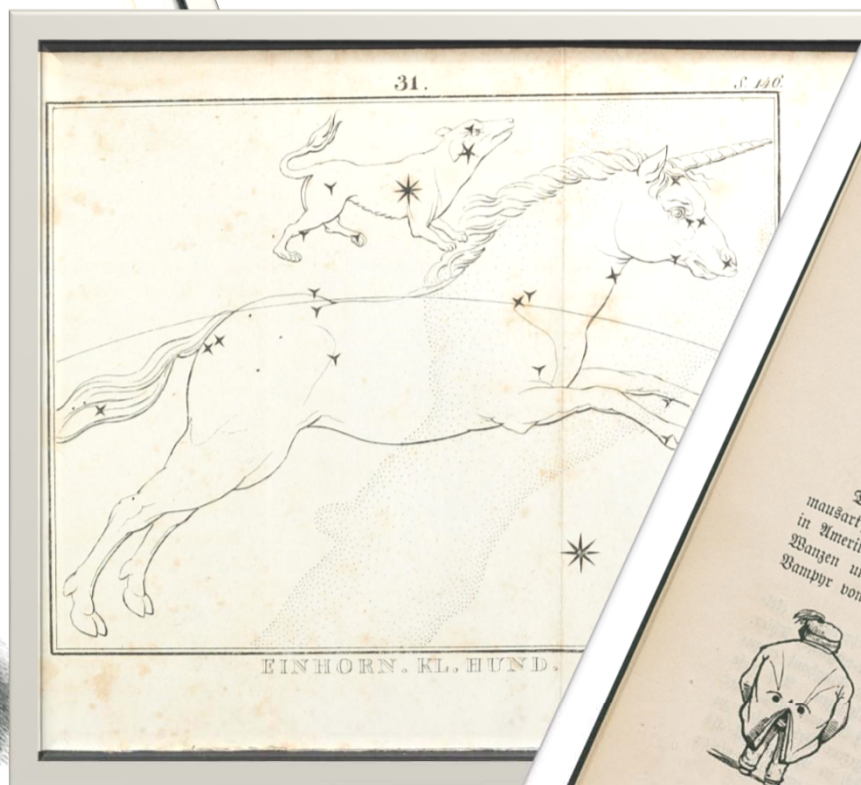 31.
S. 146.
EINHORN. KL. HUND.
mausart
in Ameri
Wanzen u
Vampyr von